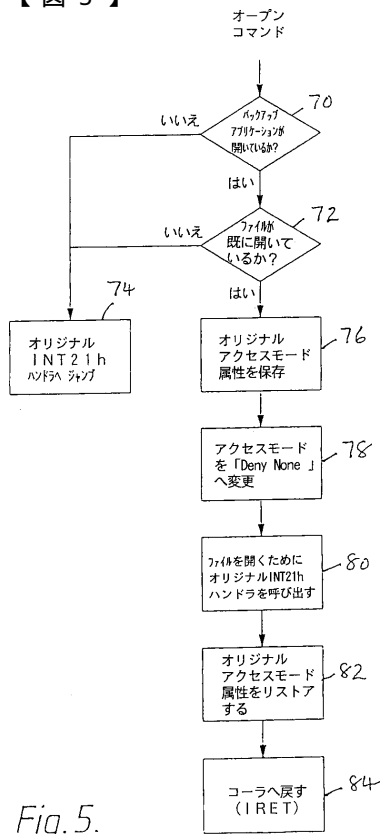 【図5】
オープン
コマンド
70
バックアップ
アプリケーションが
開いているか?
いいえ
はい
72
ファイルが
既に開いて
いるか?
いいえ
はい
74
オリジナル
INT21h
ハンドラへ ジャンプ
76
オリジナル
アクセスモード
属性を保存
78
アクセスモード
を「Deny None 」
へ変更
80
ファイルを開くために
オリジナルINT21h
ハンドラを呼び出す
82
オリジナル
アクセスモード
属性をリストア
する
84
コーラへ戻す
(IRET)
Fig.5.